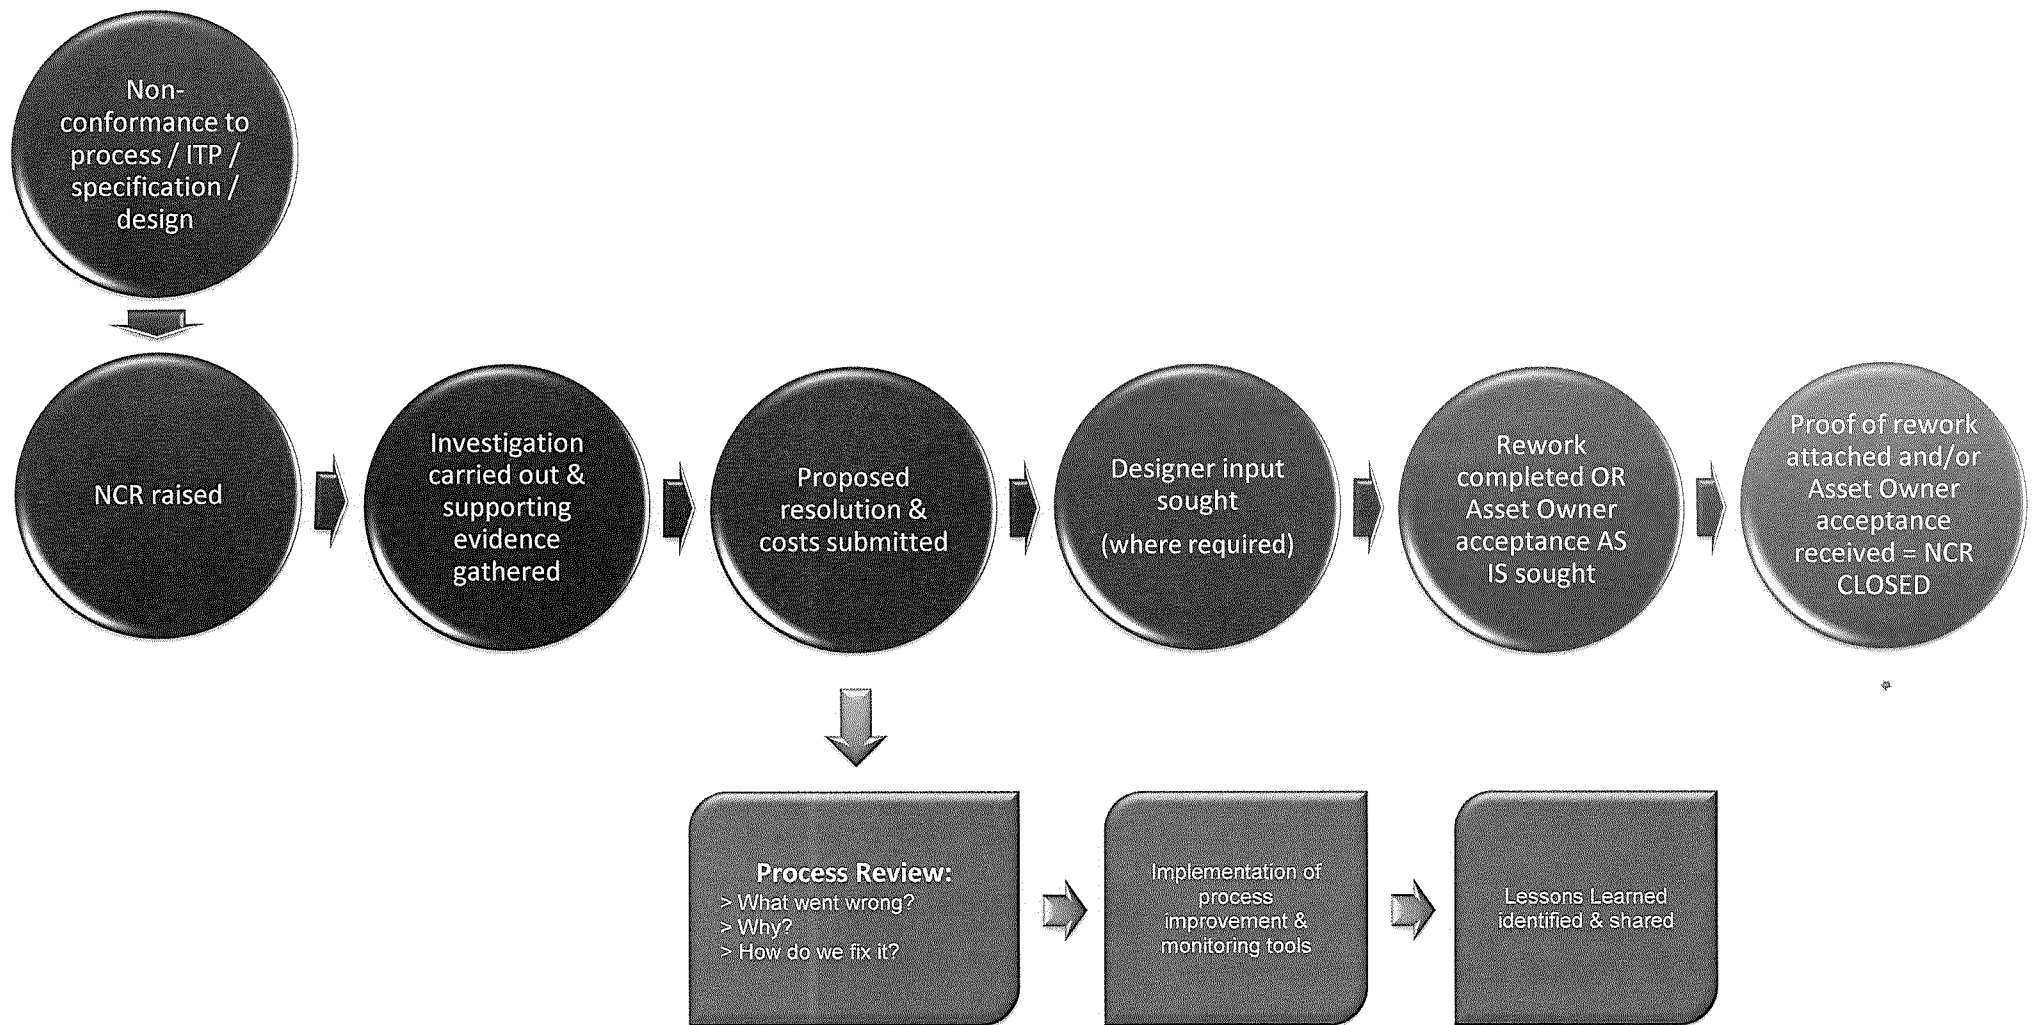 Non-
conformance to
process / ITP /
specification /
design
NCR raised
Investigation
carried out &
supporting
evidence
gathered
Proposed
resolution &
costs submitted
Designer input
sought
(where required)
Rework
completed OR
Asset Owner
acceptance AS
IS sought
Proof of rework
attached and/or
Asset Owner
acceptance
received = NCR
CLOSED
Process Review:
> What went wrong?
> Why?
> How do we fix it?
Implementation of
process
improvement &
monitoring tools
Lessons Learned
identified & shared